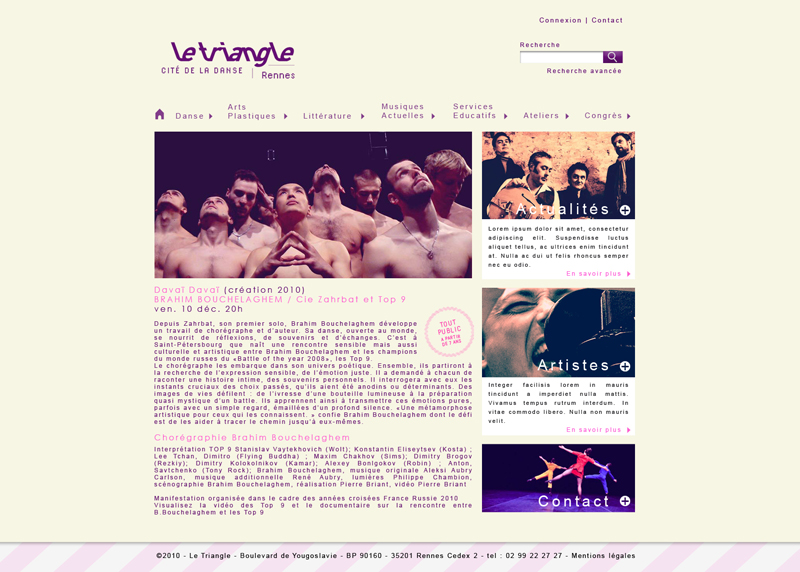 Connexion | Contact
Le triangle
CITÉ DE LA DANSE | Rennes
Recherche
Recherche avancée
Danse
Arts
Plastiques
Littérature
Musiques
Actuelles
Services
Educatifs
Ateliers
Congrès
Davaï Davaï (création 2010)
BRAHIM BOUCHELAGHEM / Cie Zahrbat et Top 9
ven. 10 déc. 20h
TOUT
PUBLIC
À PARTIR
DE 7 ANS
Depuis Zahrbat, son premier solo, Brahim Bouchelaghem développe
un travail de chorégraphe et d'auteur. Sa danse, ouverte au monde,
se nourrit de réflexions, de souvenirs et d'échanges. C'est à
Saint-Pétersbourg que naît une rencontre sensible mais aussi
culturelle et artistique entre Brahim Bouchelaghem et les champions
du monde russes du «Battle of the year 2008», les Top 9.
Le chorégraphe les embarque dans son univers poétique. Ensemble, ils partiront
à la recherche de l'expression sensible, de l'émotion juste. Il a demandé à chacun de
raconter une histoire intime, des souvenirs personnels. Il interrogera avec eux les
instants cruciaux des choix passés, qu'ils aient été anodins ou déterminants. Des
images de vies défilent : de l'ivresse d'une bouteille lumineuse à la préparation
quasi mystique d'un battle. Ils apprennent ainsi à transmettre ces émotions pures,
parfois avec un simple regard, émaillées d'un profond silence. «Une métamorphose
artistique pour ceux qui les connaissent. » confie Brahim Bouchelaghem dont le défi
est de les aider à tracer le chemin jusqu'à eux-mêmes.
Chorégraphie Brahim Bouchelaghem
Interprétation TOP 9 Stanislav Vaytekhovich (Wolt); Konstantin Eliseytsev (Kosta) ;
Lee Tchan, Dimitro (Flying Buddha) ; Maxim Chakhov (Sims); Dimitry Brogov
(Rezkiy); Dimitry Kolokolnikov (Kamar); Alexey Bonlgokov (Robin) ; Anton,
Savtchenko (Tony Rock); Brahim Bouchelaghem, musique originale Aleksi Aubry
Carlson, musique additionnelle René Aubry, lumières Philippe Chambion,
scénographie Brahim Bouchelaghem, réalisation Pierre Briant, vidéo Pierre Briant
Manifestation organisée dans le cadre des années croisées France Russie 2010
Visualisez la vidéo des Top 9 et le documentaire sur la rencontre entre
B.Bouchelaghem et les Top 9
Actualités
Lorem ipsum dolor sit amet, consectetur
adipiscing elit. Suspendisse luctus
aliquet tellus, ac ultrices enim tincidunt
at. Nulla ac dui ut felis rhoncus semper
nec eu odio.
En savoir plus
Artistes
Integer facilisis lorem in mauris
tincidunt a imperdiet nulla mattis.
Vivamus tempus rutrum interdum. In
vitae commodo libero. Nulla non mauris
velit.
En savoir plus
Contact
©2010 - Le Triangle - Boulevard de Yougoslavie - BP 90160 - 35201 Rennes Cedex 2 - tel : 02 99 22 27 27 - Mentions légales